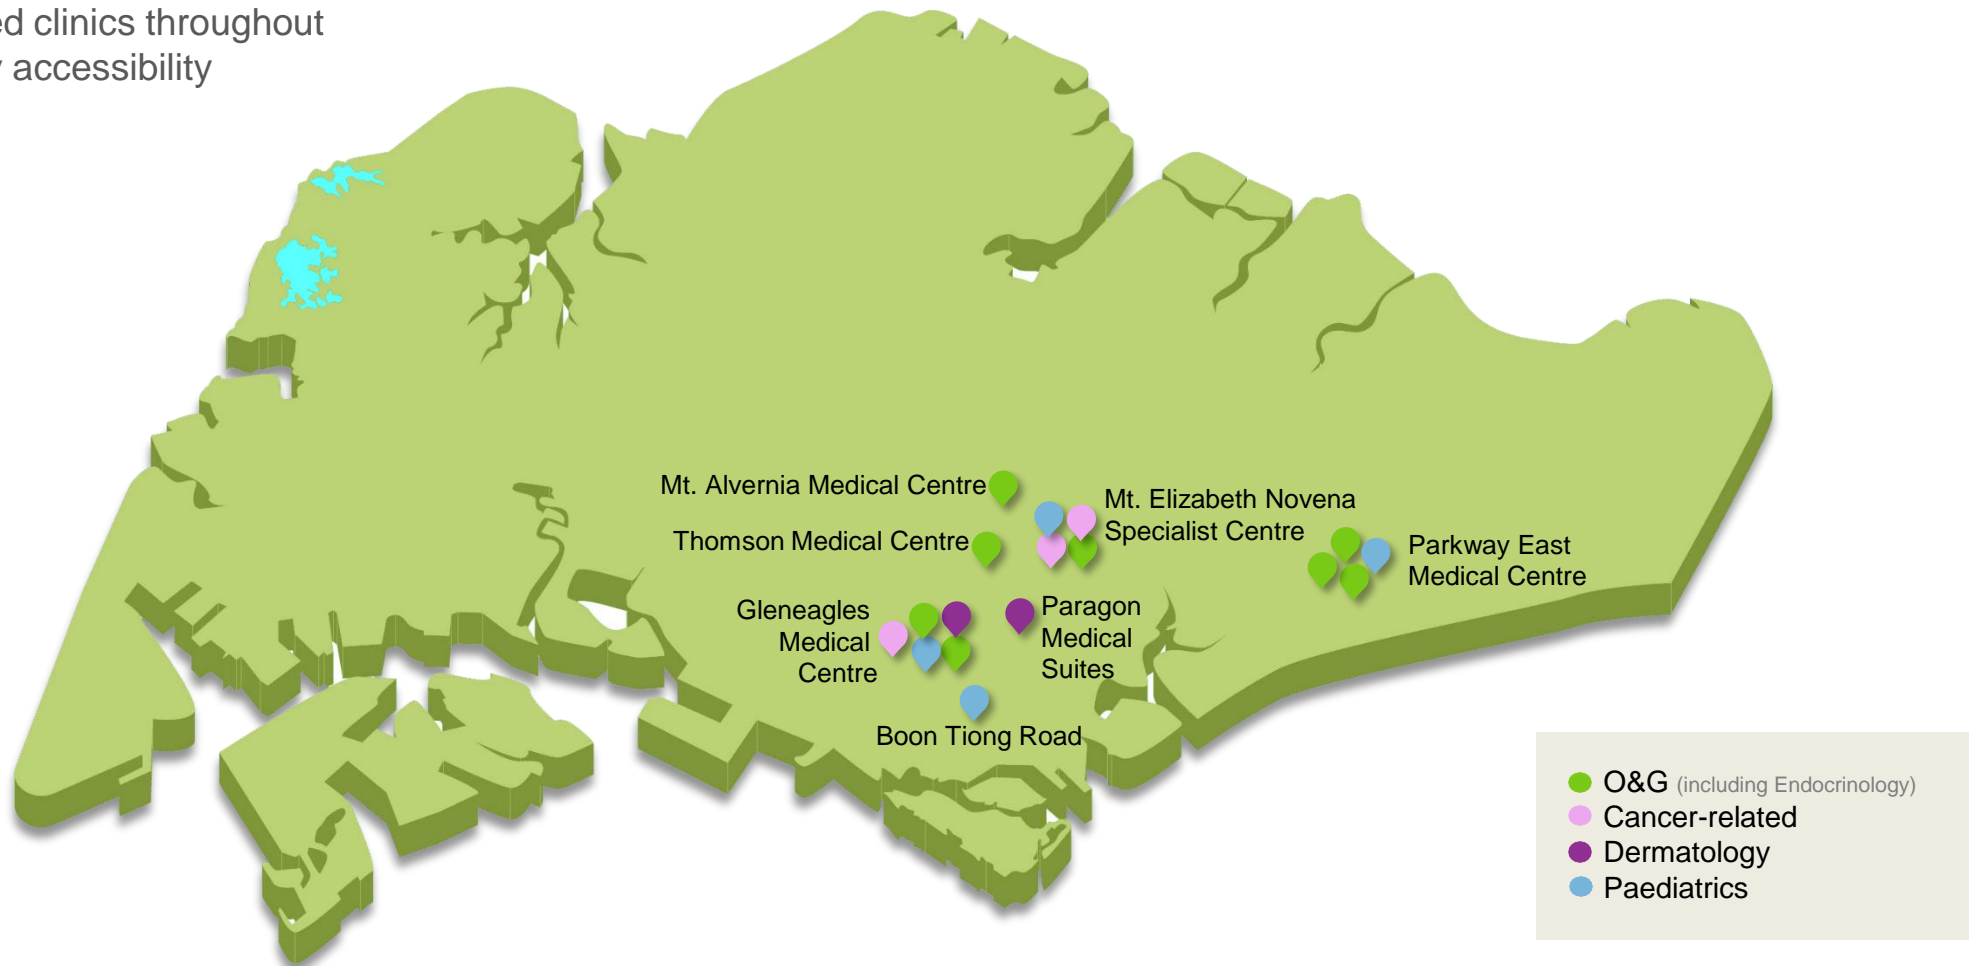 clinics throughout
accessibility
Mt. Alvernia Medical Centre
Mt. Elizabeth Novena
Specialist Centre
Thomson Medical Centre
Parkway East
Medical Centre
Gleneagles
Medical
Centre
Paragon
Medical
Suites
Boon Tiong Road
O&G (including Endocrinology)
Cancer-related
Dermatology
Paediatrics